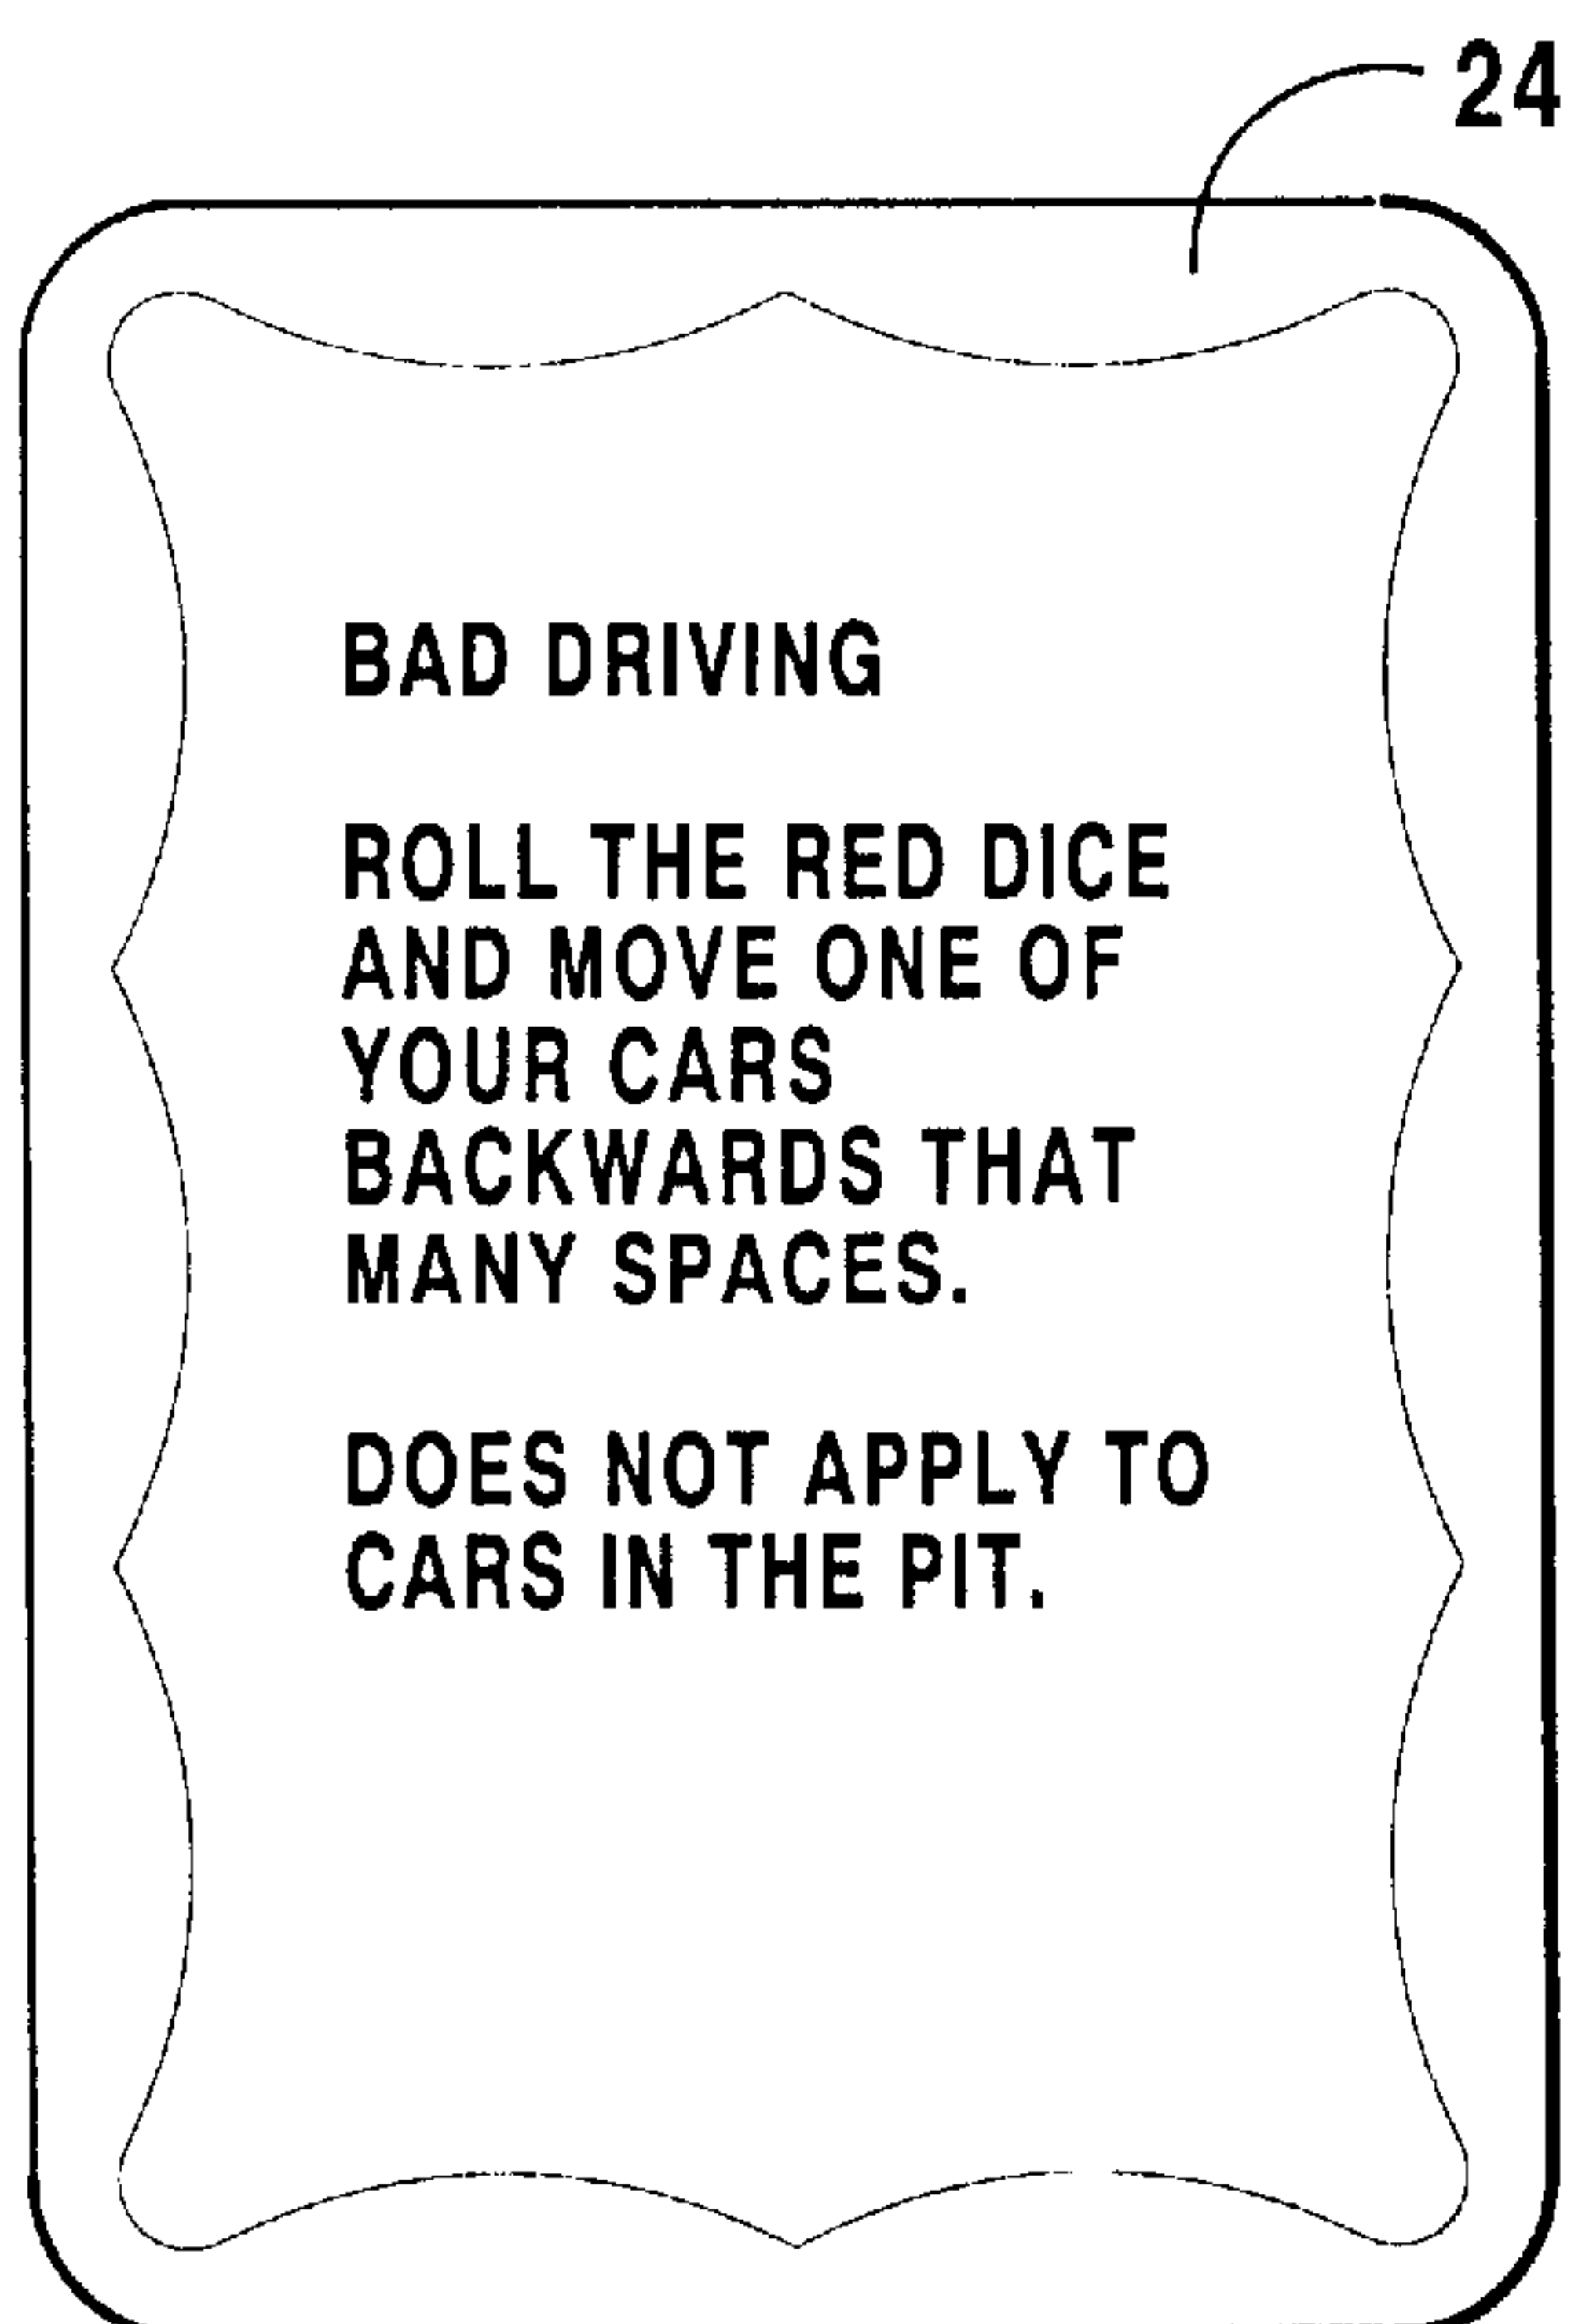 24
BAD DRIVING
ROLL THE RED DICE
AND MOVE ONE OF
YOUR CARS
BACKWARDS THAT
MANY SPACES.
DOES NOT APPLY TO
CARS IN THE PIT.